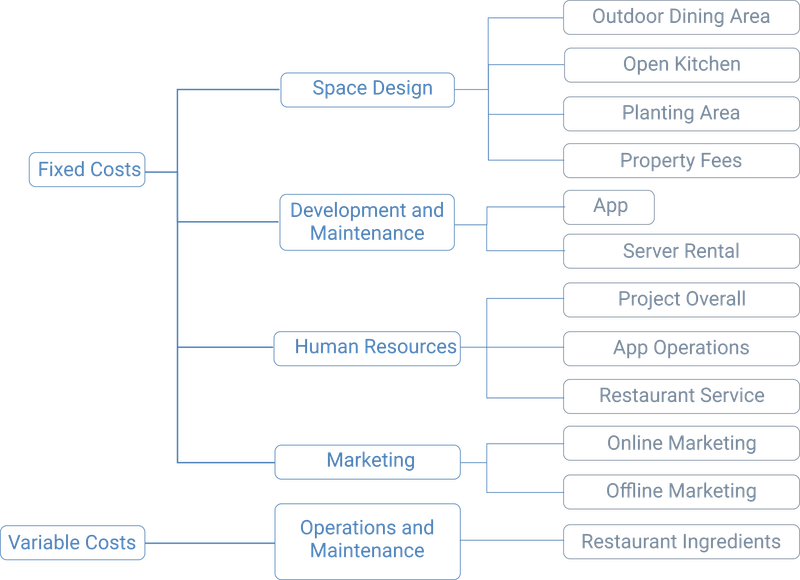 Outdoor Dining Area
Open Kitchen
Space Design
Planting Area
Property Fees
Fixed Costs
Development and
Maintenance
App
Server Rental
Project Overall
Human Resources
App Operations
Restaurant Service
Marketing
Online Marketing
Offline Marketing
Variable Costs
Operations and
Maintenance
Restaurant Ingredients